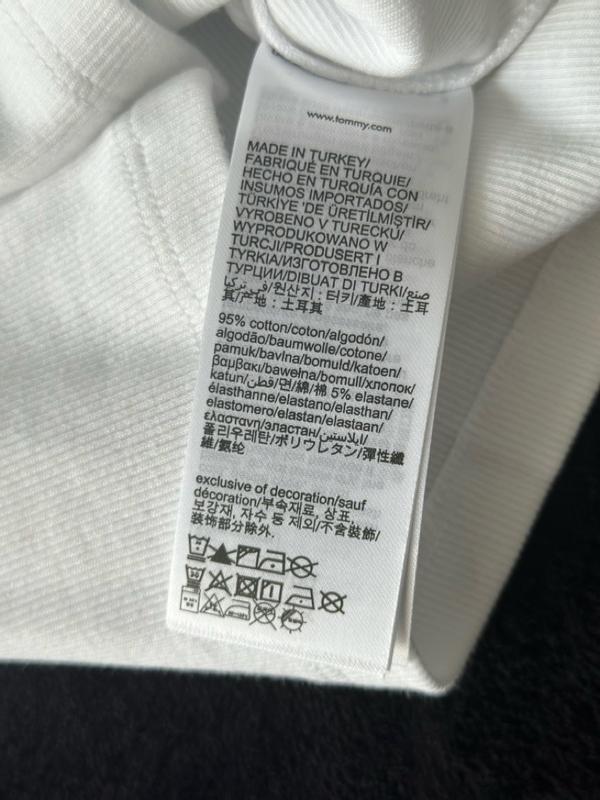 www.tommy.com
MADE IN TURKEY/
FABRIQUÉ EN TURQUIE/
HECHO EN TURQUÍA CON
INSUMOS IMPORTADOS/
TÜRKİYE 'DE ÜRETİLMİŞTİR/
VYROBENO V TURECKU/
WYPRODUKOWANO W
TURCJI/PRODUSERT I
TYRKIA/ИЗГОТОВЛЕНО В
ТУРЦИИ/DIBUAT DI TURKI/صنع
في تركيا/원산지 : 터키/產地 : 土耳
其/产地 : 土耳其
95% cotton/coton/algodón/
algodão/baumwolle/cotone/
pamuk/bavlna/bomuld/katoen/
βαμβακι/bawełna/bomull/хлопок/
katun/قطن/면/綿/棉 5% elastane/
élasthanne/elastano/elasthan/
elastomero/elastan/elastaan/
ελαστανη/эластан/ايلاستين/
폴리우레탄/ポリウレタン/彈性纖
維/氨纶
exclusive of decoration/sauf
décoration/부속재료, 상표,
보강재, 자수 등 제외/不含裝飾/
装饰部分除外.